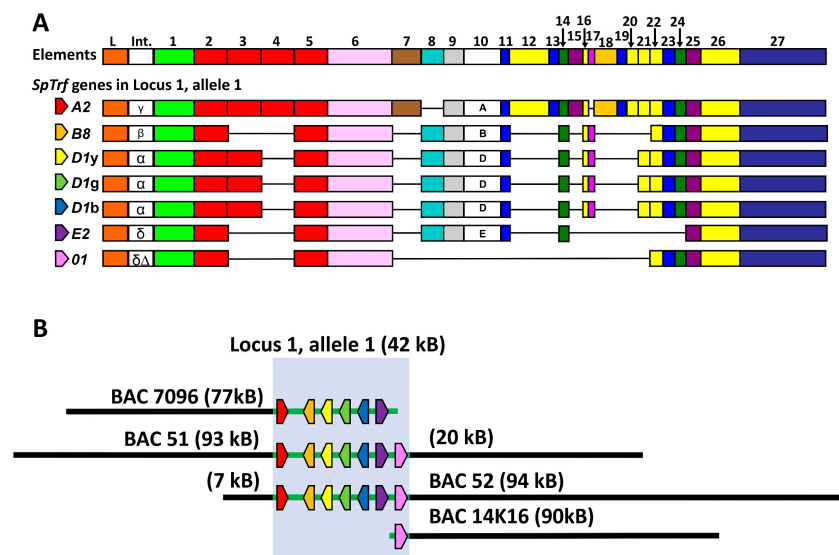 A
14 16 20 22 24
L Int. 1 2 3 4 5 6 7 8 9 10 11 12 13 15 17 18 19 21 23 25 26 27
Elements
SpTrf genes in Locus 1, allele 1
A2 γ A
B8 β B
D1y α D
D1g α D
D1b α D
E2 δ E
01 δΔ
B
Locus 1, allele 1 (42 kB)
BAC 7096 (77kB)
BAC 51 (93 kB) (20 kB)
(7 kB) BAC 52 (94 kB)
BAC 14K16 (90kB)